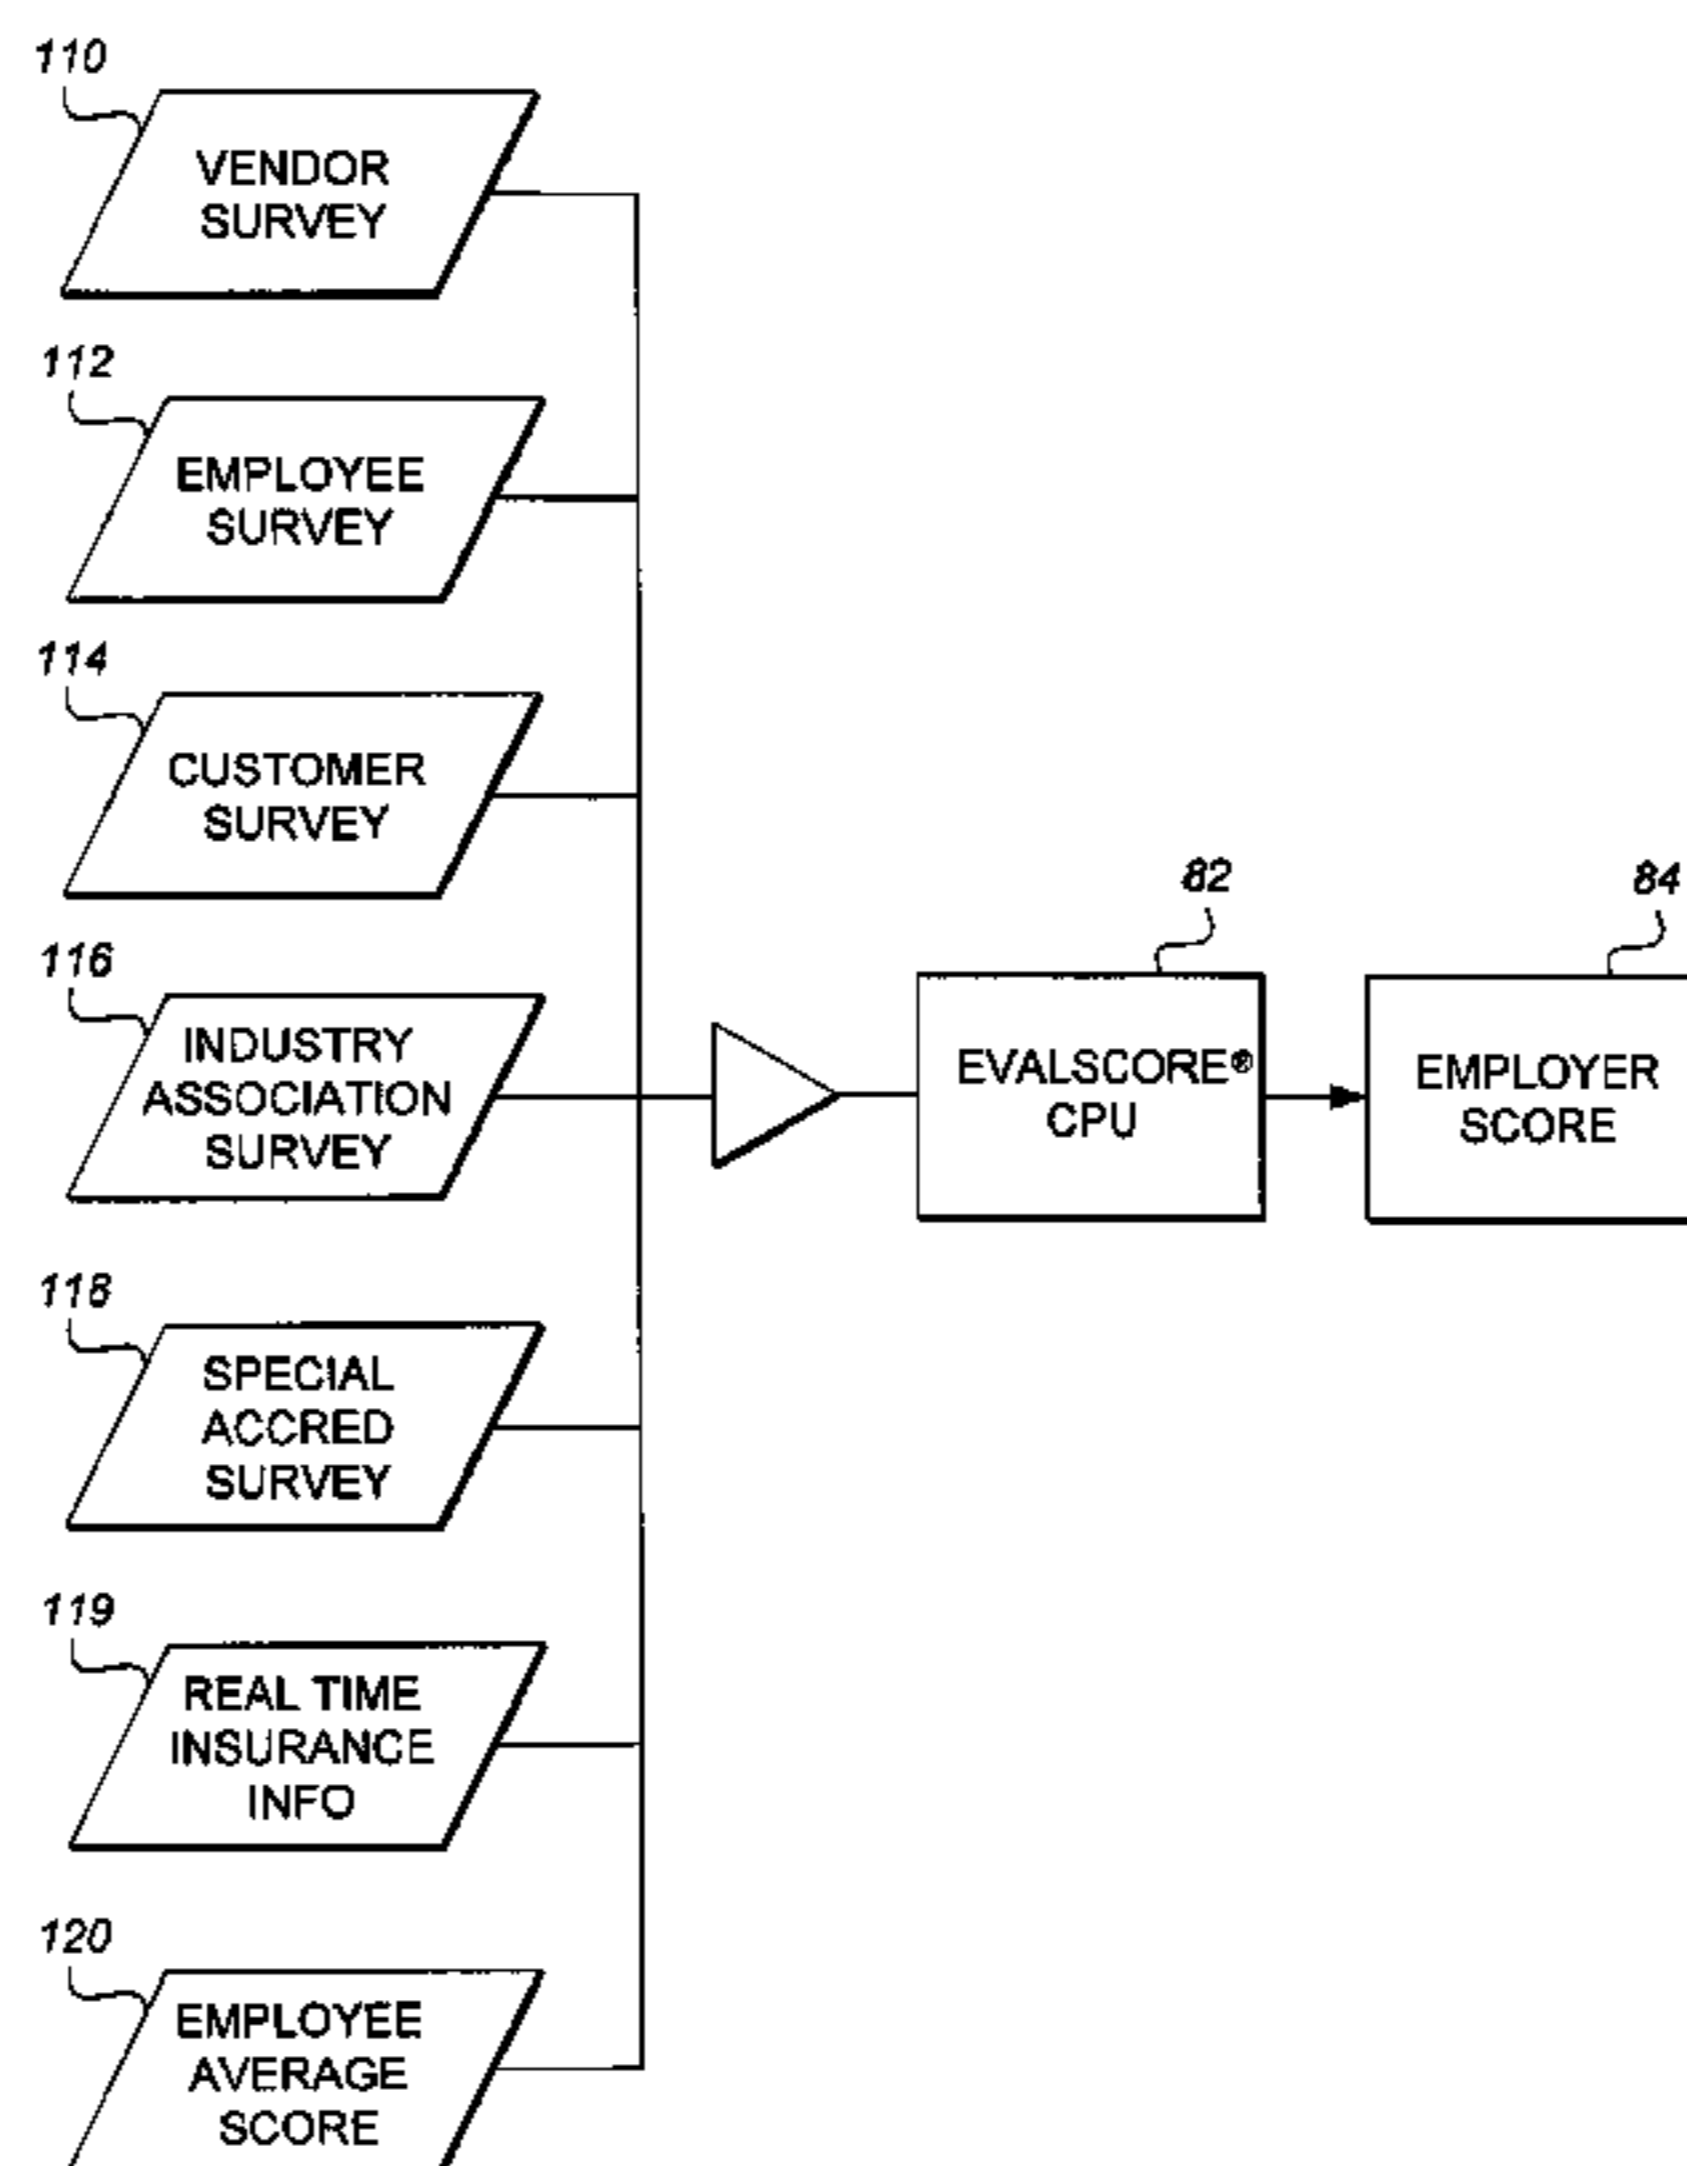 110
VENDOR
SURVEY
112
EMPLOYEE
SURVEY
114
CUSTOMER
SURVEY
116
INDUSTRY
ASSOCIATION
SURVEY
82
EVALSCORE®
CPU
84
EMPLOYER
SCORE
118
SPECIAL
ACCRED
SURVEY
119
REAL TIME
INSURANCE
INFO
120
EMPLOYEE
AVERAGE
SCORE